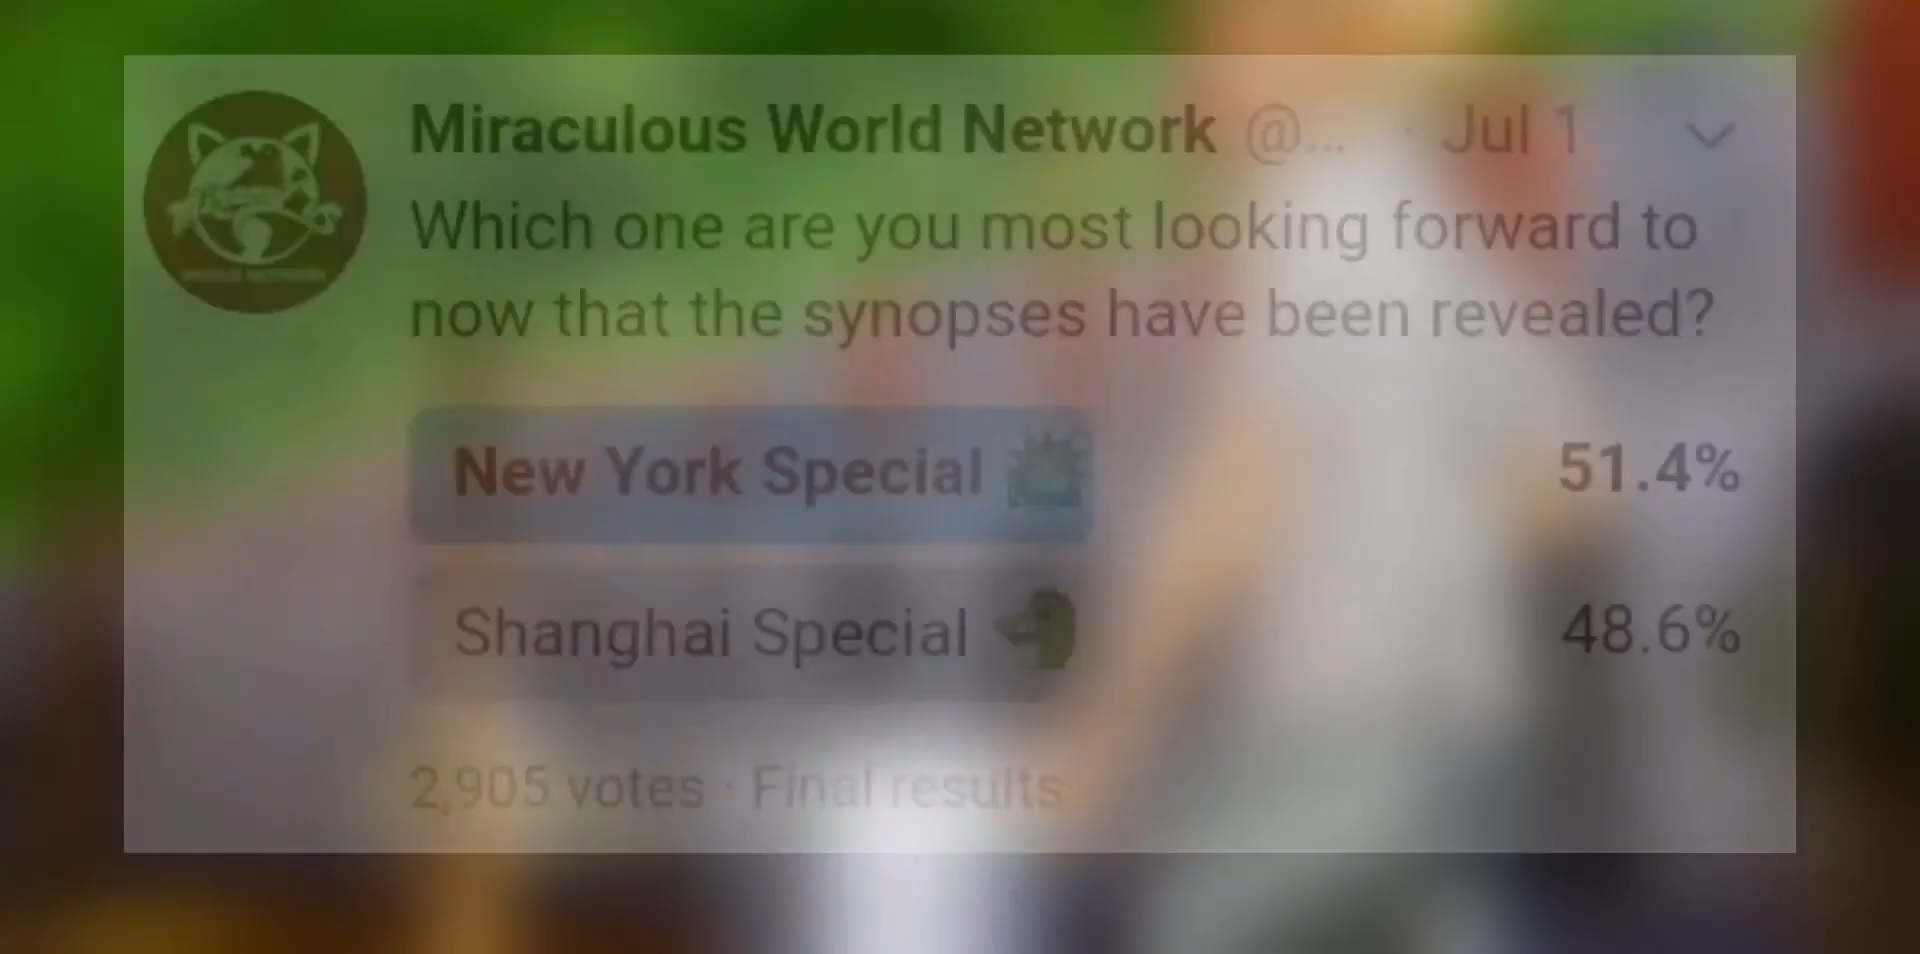 Miraculous World Network @... · Jul 1
Which one are you most looking forward to
now that the synopses have been revealed?
New York Special 🗽 51.4%
Shanghai Special 48.6%
2,905 votes · Final results